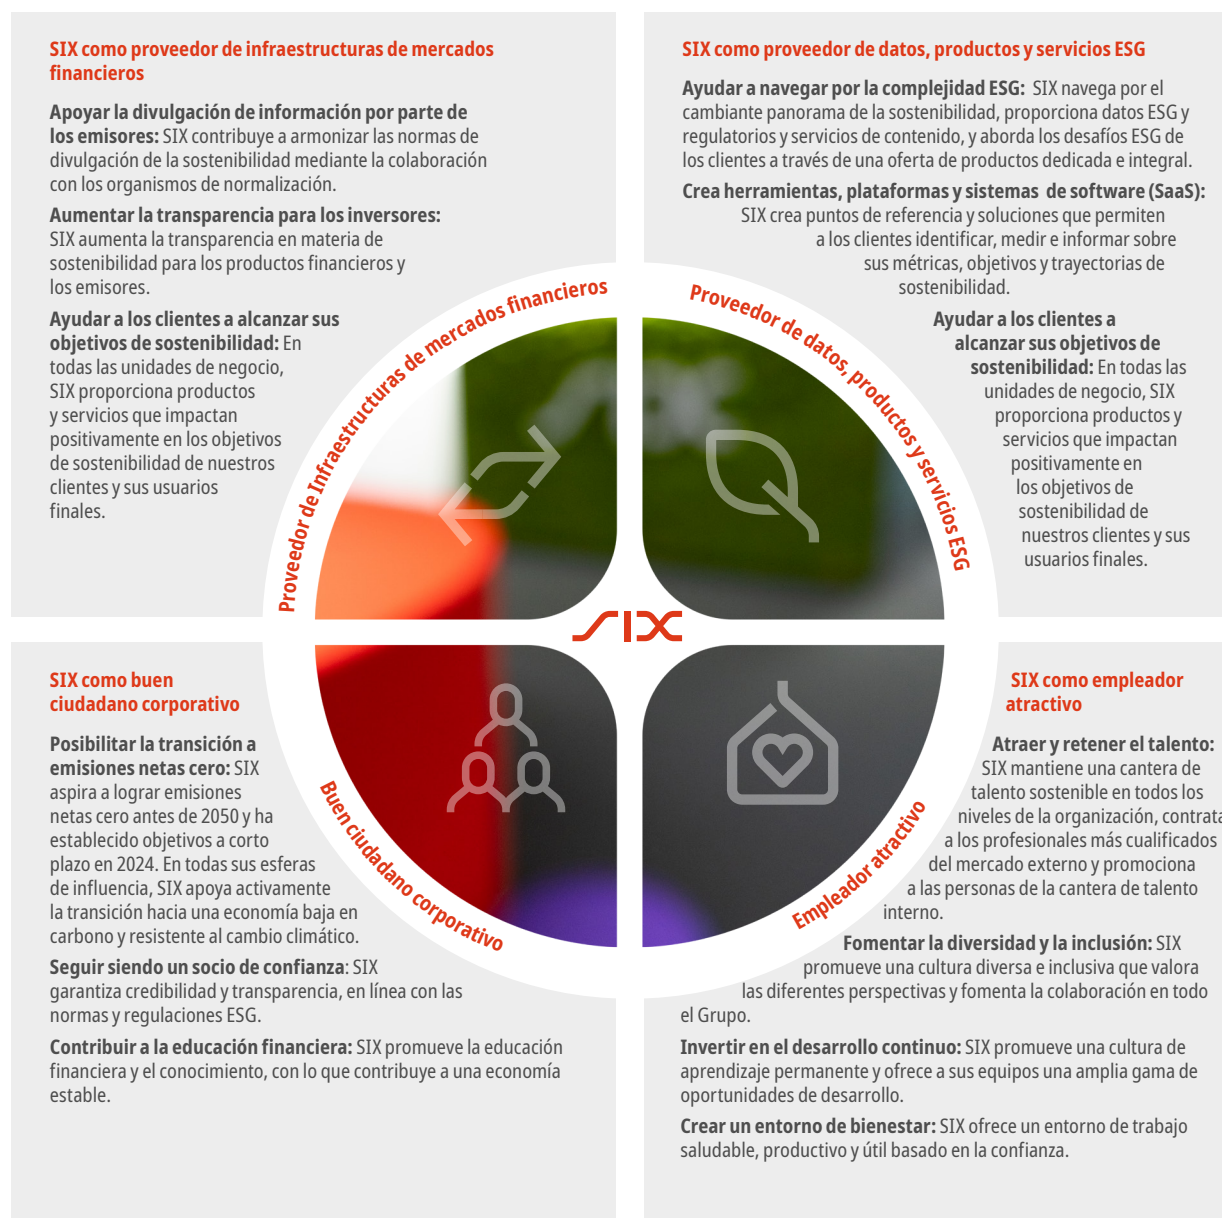 SIX como proveedor de infraestructuras de mercados
financieros
Apoyar la divulgación de información por parte de
los emisores: SIX contribuye a armonizar las normas de
divulgación de la sostenibilidad mediante la colaboración
con los organismos de normalización.
Aumentar la transparencia para los inversores:
SIX aumenta la transparencia en materia de
sostenibilidad para los productos financieros y
los emisores.
Ayudar a los clientes a alcanzar sus
objetivos de sostenibilidad: En
todas las unidades de negocio,
SIX proporciona productos
y servicios que impactan
positivamente en los objetivos
de sostenibilidad de nuestros
clientes y sus usuarios
finales.
SIX como proveedor de datos, productos y servicios ESG
Ayudar a navegar por la complejidad ESG: SIX navega por el
cambiante panorama de la sostenibilidad, proporciona datos ESG y
regulatorios y servicios de contenido, y aborda los desafíos ESG de
los clientes a través de una oferta de productos dedicada e integral.
Crea herramientas, plataformas y sistemas de software (SaaS):
SIX crea puntos de referencia y soluciones que permiten
a los clientes identificar, medir e informar sobre
sus métricas, objetivos y trayectorias de
sostenibilidad.
Ayudar a los clientes a
alcanzar sus objetivos de
sostenibilidad: En todas las
unidades de negocio, SIX
proporciona productos y
servicios que impactan
positivamente en
los objetivos de
sostenibilidad de
nuestros clientes y sus
usuarios finales.
Proveedor de Infraestructuras de mercados financieros
Proveedor de datos, productos y servicios ESG
SIX
Buen ciudadano corporativo
Empleador atractivo
SIX como buen
ciudadano corporativo
Posibilitar la transición a
emisiones netas cero: SIX
aspira a lograr emisiones
netas cero antes de 2050 y ha
establecido objetivos a corto
plazo en 2024. En todas sus esferas
de influencia, SIX apoya activamente
la transición hacia una economía baja en
carbono y resistente al cambio climático.
Seguir siendo un socio de confianza: SIX
garantiza credibilidad y transparencia, en línea con las
normas y regulaciones ESG.
Contribuir a la educación financiera: SIX promueve la educación
financiera y el conocimiento, con lo que contribuye a una economía
estable.
SIX como empleador
atractivo
Atraer y retener el talento:
SIX mantiene una cantera de
talento sostenible en todos los
niveles de la organización, contrata
a los profesionales más cualificados
del mercado externo y promociona
a las personas de la cantera de talento
interno.
Fomentar la diversidad y la inclusión: SIX
promueve una cultura diversa e inclusiva que valora
las diferentes perspectivas y fomenta la colaboración en todo
el Grupo.
Invertir en el desarrollo continuo: SIX promueve una cultura de
aprendizaje permanente y ofrece a sus equipos una amplia gama de
oportunidades de desarrollo.
Crear un entorno de bienestar: SIX ofrece un entorno de trabajo
saludable, productivo y útil basado en la confianza.